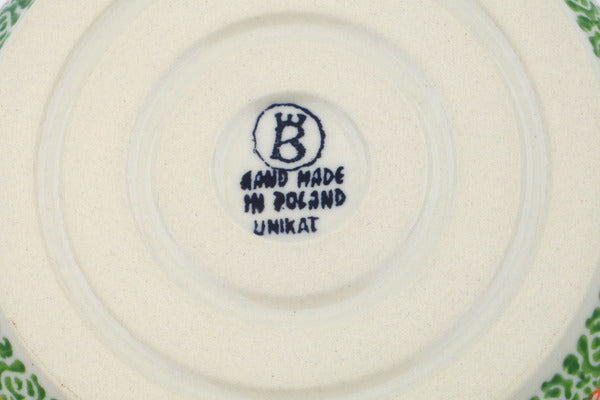 B
HAND MADE
IN POLAND
UNIKAT